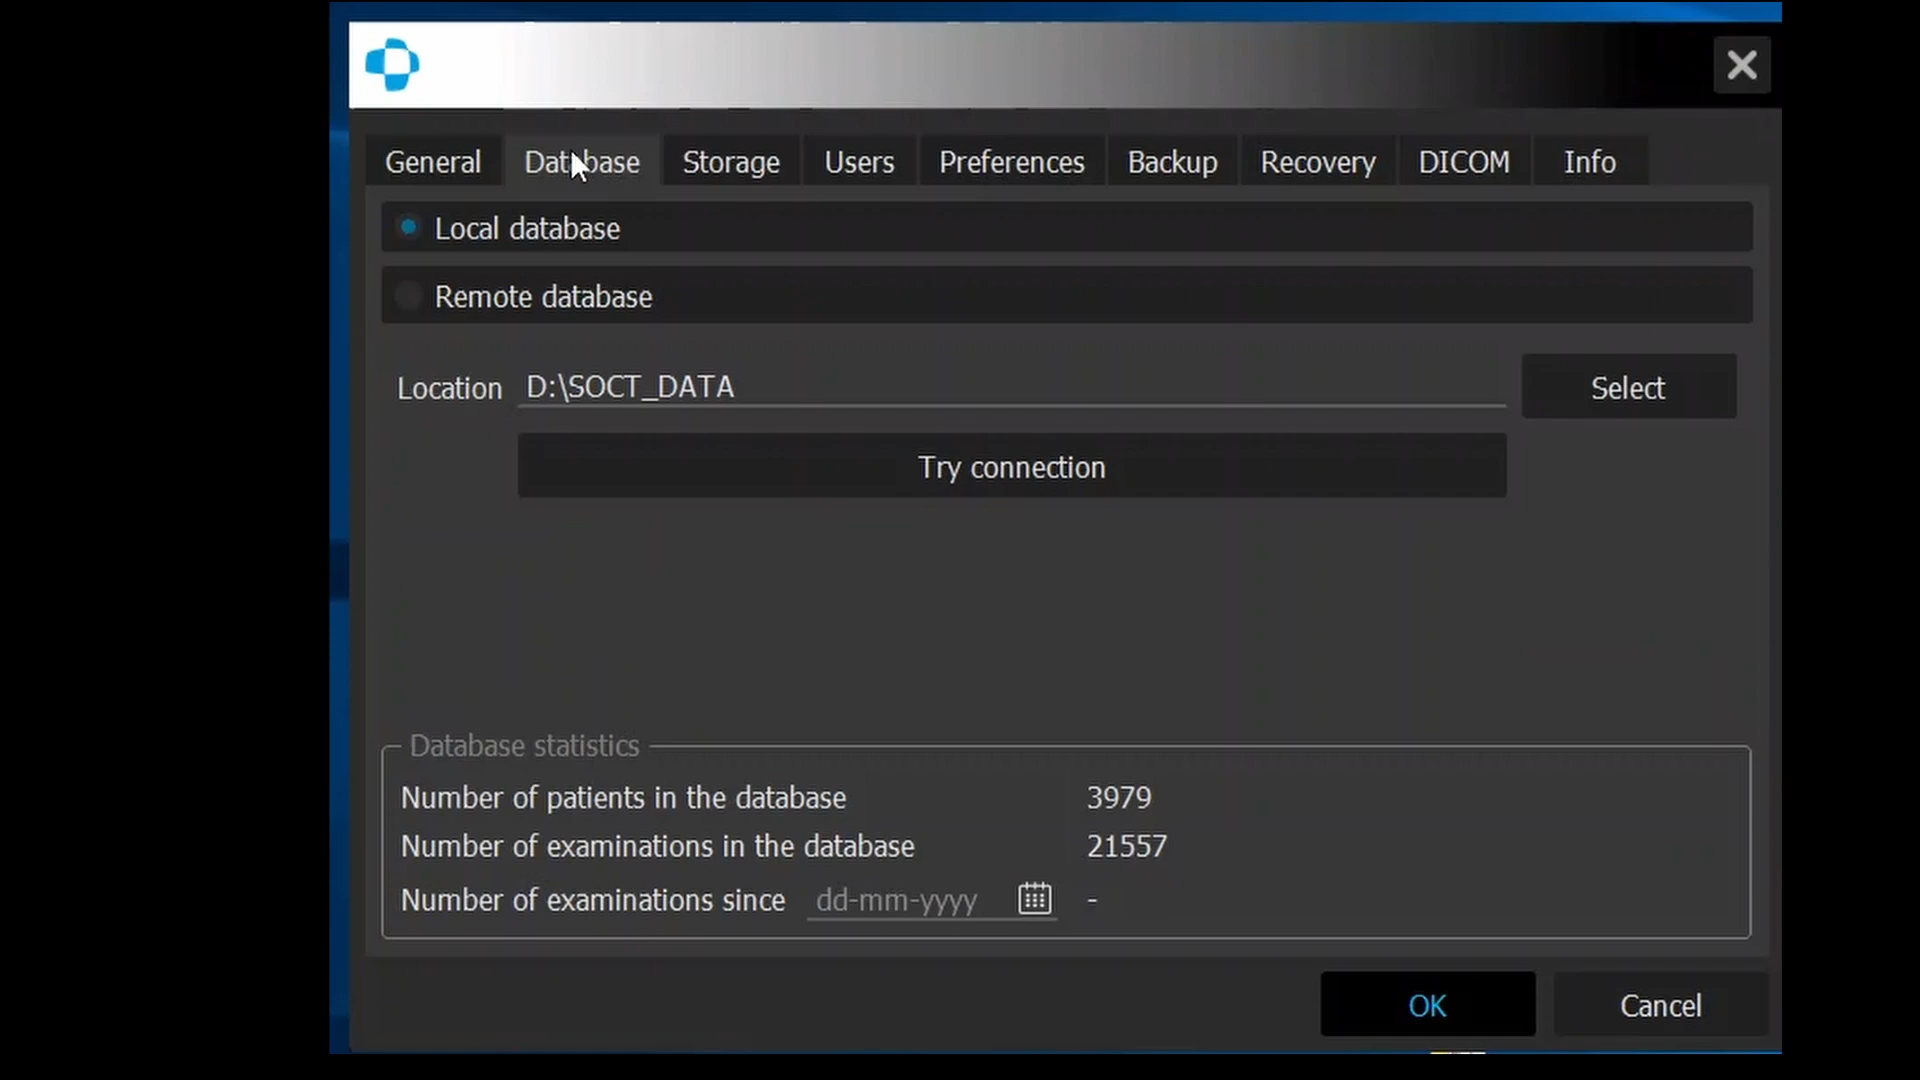 General Database Storage Users Preferences Backup Recovery DICOM Info
Local database
Remote database
Location D:\SOCT_DATA Select
Try connection
Database statistics
Number of patients in the database 3979
Number of examinations in the database 21557
Number of examinations since dd-mm-yyyy -
OK Cancel